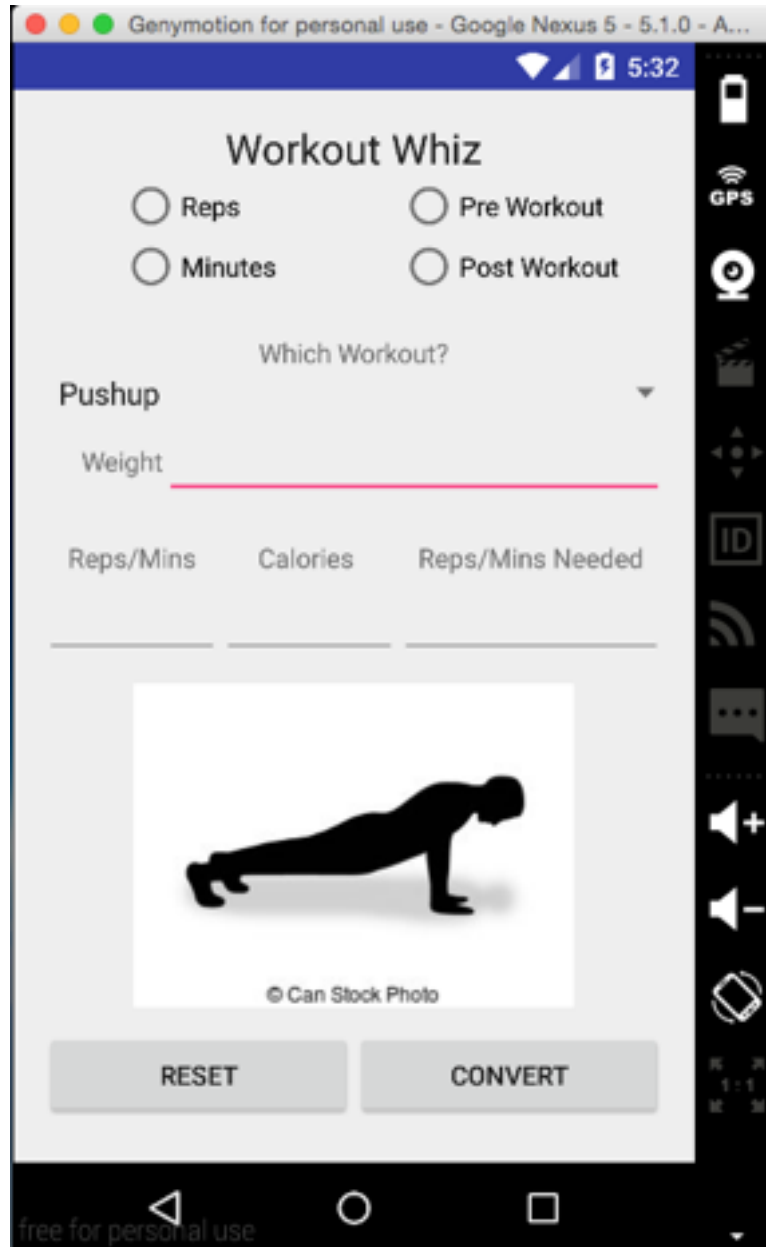 Genymotion for personal use - Google Nexus 5 - 5.1.0 - A...
5:32
GPS
Workout Whiz
Reps
Pre Workout
Minutes
Post Workout
Which Workout?
Pushup
Weight
ID
Reps/Mins
Calories
Reps/Mins Needed
© Can Stock Photo
RESET
CONVERT
1:1
free for personal use